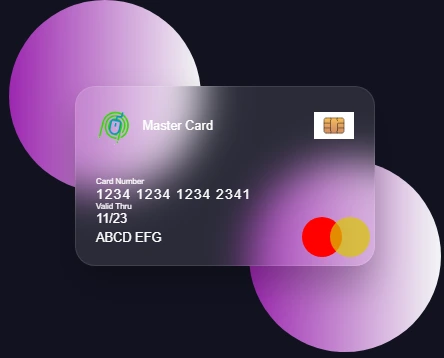 Master Card
Card Number
1234 1234 1234 2341
Valid Thru
11/23
ABCD EFG